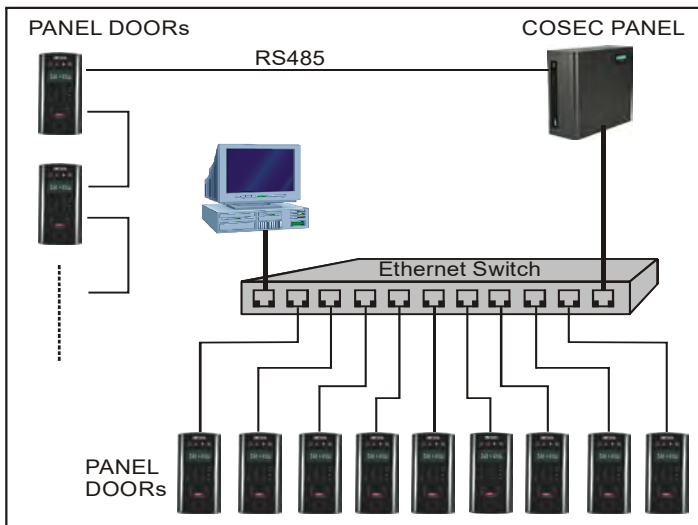 PANEL DOORs
COSEC PANEL
RS485
Ethernet Switch
PANEL
DOORs